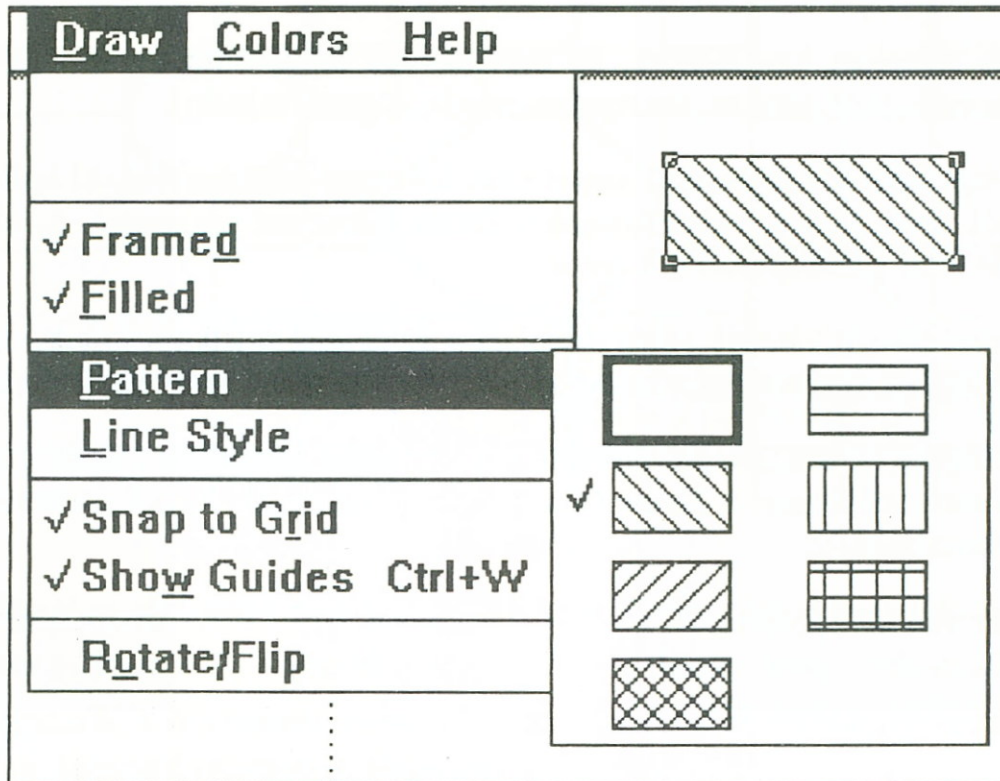 Draw Colors Help
✓ Framed
✓ Filled
Pattern
Line Style
✓ Snap to Grid
✓ Show Guides Ctrl+W
Rotate/Flip